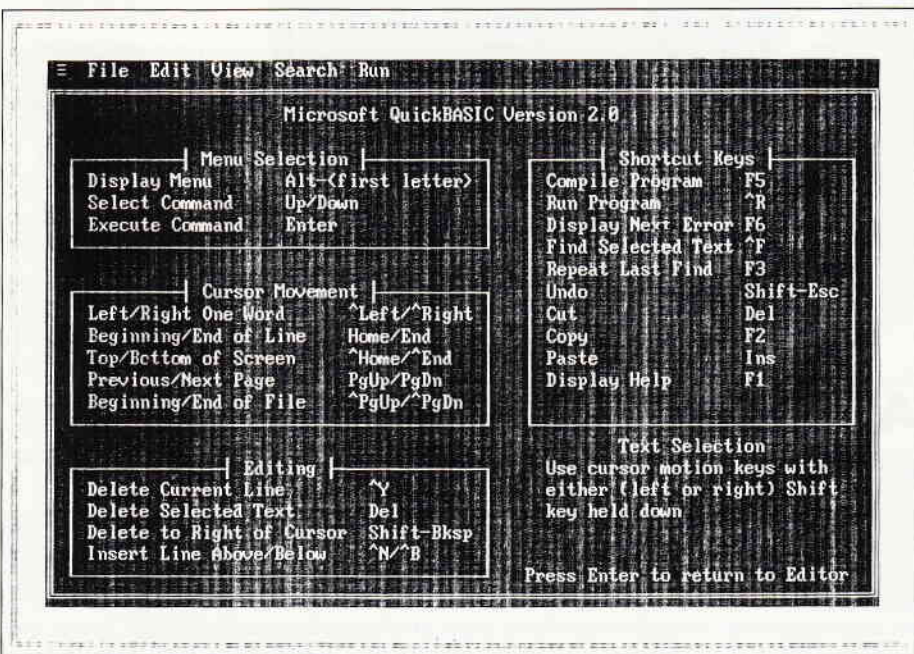 ≡ File Edit View Search Run
Microsoft QuickBASIC Version 2.0
Menu Selection
Display Menu Alt-(first letter>
Select Command Up/Down
Execute Command Enter
Cursor Movement
Left/Right One Word ^Left/^Right
Beginning/End of Line Home/End
Top/Bottom of Screen ^Home/^End
Previous/Next Page PgUp/PgDn
Beginning/End of File ^PgUp/^PgDn
Editing
Delete Current Line ^Y
Delete Selected Text Del
Delete to Right of Cursor Shift-Bksp
Insert Line Above/Below ^N/^B
Shortcut Keys
Compile Program F5
Run Program ^R
Display Next Error F6
Find Selected Text ^F
Repeat Last Find F3
Undo Shift-Esc
Cut Del
Copy F2
Paste Ins
Display Help F1
Text Selection
Use cursor motion keys with
either (left or right) Shift
key held down
Press Enter to return to Editor